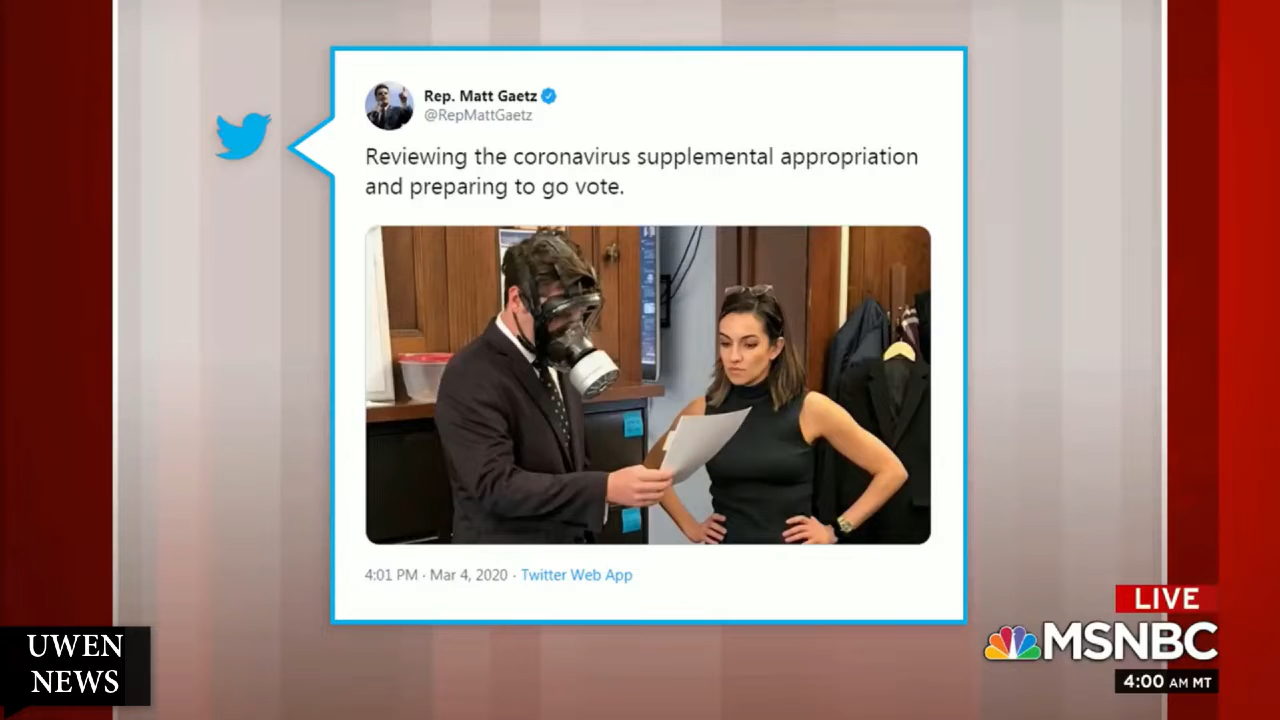 Rep. Matt Gaetz
@RepMattGaetz
Reviewing the coronavirus supplemental appropriation
and preparing to go vote.
4:01 PM · Mar 4, 2020 · Twitter Web App
LIVE
MSNBC
4:00 AM MT
UWEN
NEWS